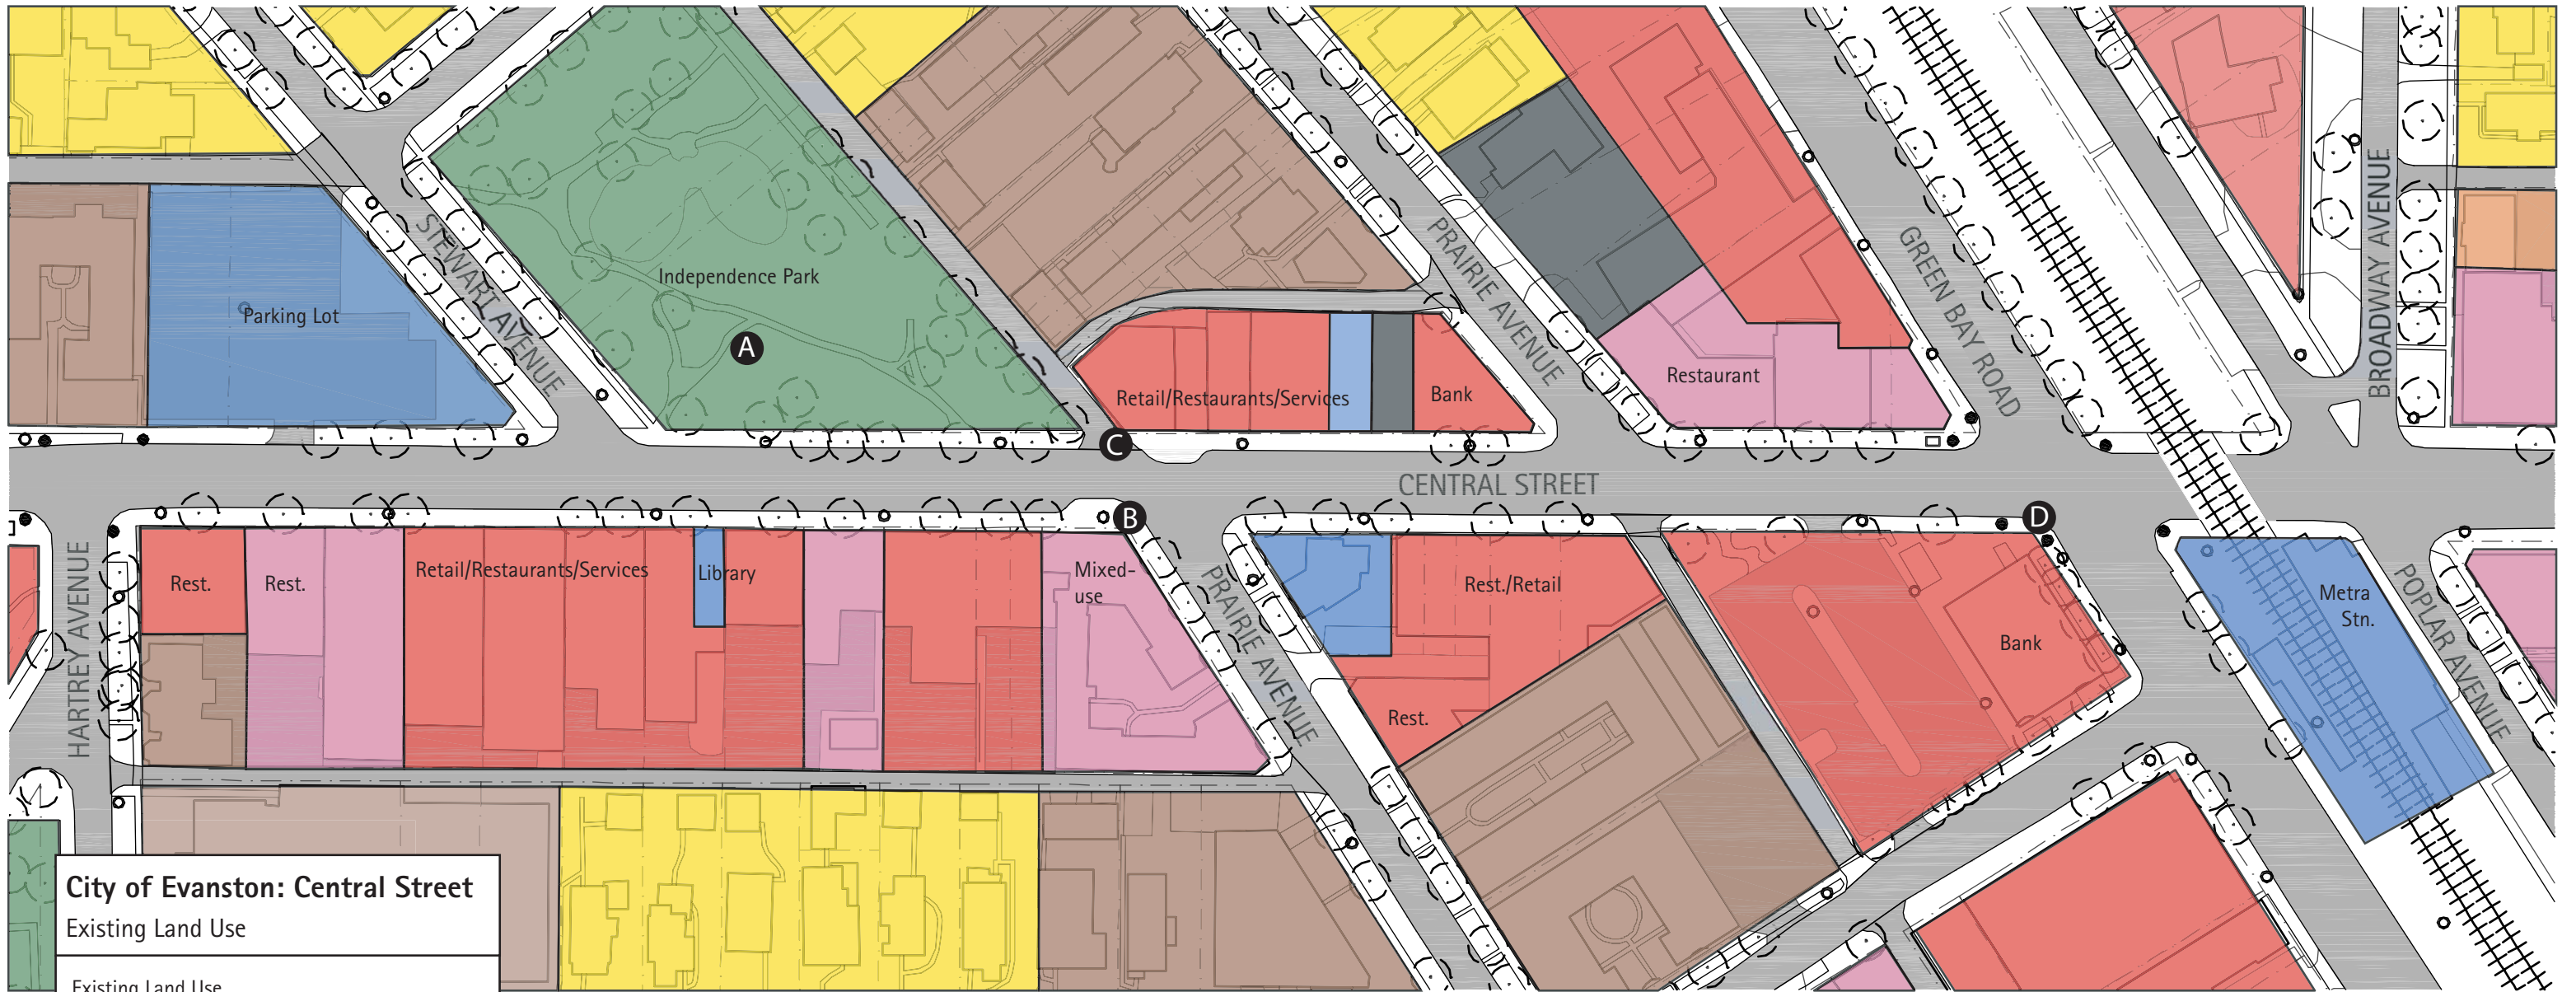 STEWART AVENUE
Independence Park
Parking Lot
A
PRAIRIE AVENUE
GREEN BAY ROAD
BROADWAY AVENUE
Restaurant
Retail/Restaurants/Services
Bank
C
CENTRAL STREET
B
D
HARTREY AVENUE
Rest.
Rest.
Retail/Restaurants/Services
Library
Mixed-
use
PRAIRIE AVENUE
Rest./Retail
Rest.
Bank
Metra
Stn.
POPLAR AVENUE
City of Evanston: Central Street
Existing Land Use
Existing Land Use